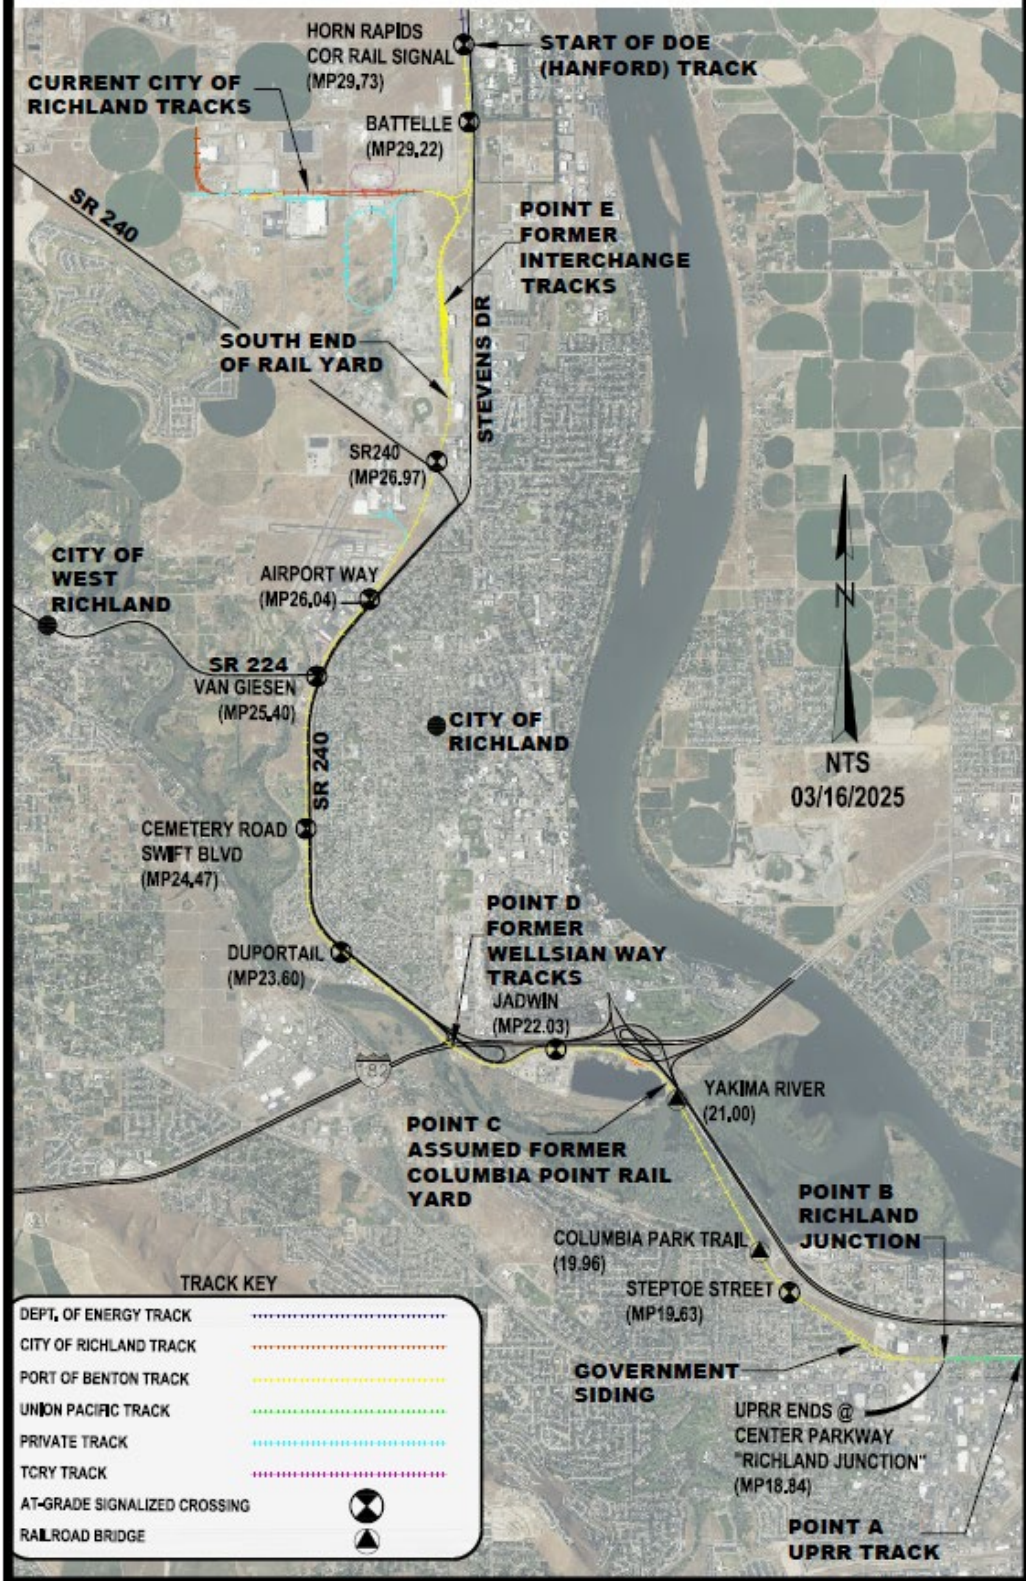 HORN RAPIDS
COR RAIL SIGNAL
(MP29.73)
START OF DOE
(HANFORD) TRACK
CURRENT CITY OF
RICHLAND TRACKS
BATTELLE
(MP29.22)
SR 240
POINT E
FORMER
INTERCHANGE
TRACKS
SOUTH END
OF RAIL YARD
STEVENS DR
SR240
(MP26.97)
CITY OF
WEST
RICHLAND
AIRPORT WAY
(MP26.04)
SR 224
VAN GIESEN
(MP25.40)
CITY OF
RICHLAND
SR 240
N
NTS
03/16/2025
CEMETERY ROAD
SWIFT BLVD
(MP24.47)
POINT D
FORMER
WELLSIAN WAY
TRACKS
DUPORTAIL
(MP23.60)
JADWIN
(MP22.03)
182
YAKIMA RIVER
(21.00)
POINT C
ASSUMED FORMER
COLUMBIA POINT RAIL
YARD
POINT B
RICHLAND
JUNCTION
COLUMBIA PARK TRAIL
(19.96)
STEPTOE STREET
(MP19.63)
GOVERNMENT
SIDING
UPRR ENDS @
CENTER PARKWAY
"RICHLAND JUNCTION"
(MP18.84)
POINT A
UPRR TRACK
TRACK KEY
DEPT. OF ENERGY TRACK
CITY OF RICHLAND TRACK
PORT OF BENTON TRACK
UNION PACIFIC TRACK
PRIVATE TRACK
TCRY TRACK
AT-GRADE SIGNALIZED CROSSING
RAILROAD BRIDGE